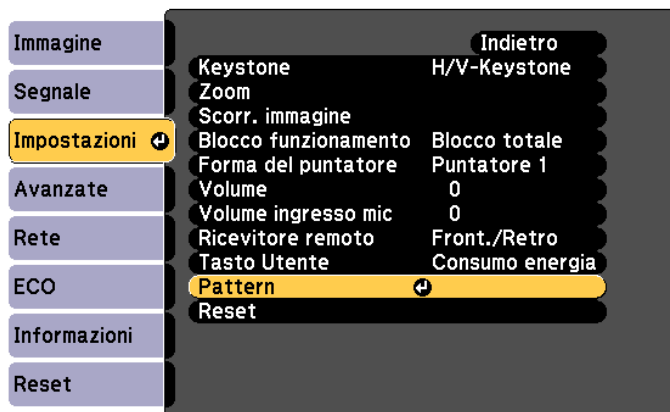 Immagine
Segnale
Impostazioni
Avanzate
Rete
ECO
Informazioni
Reset
Indietro
Keystone H/V-Keystone
Zoom
Scorr. immagine
Blocco funzionamento Blocco totale
Forma del puntatore Puntatore 1
Volume 0
Volume ingresso mic 0
Ricevitore remoto Front./Retro
Tasto Utente Consumo energia
Pattern
Reset